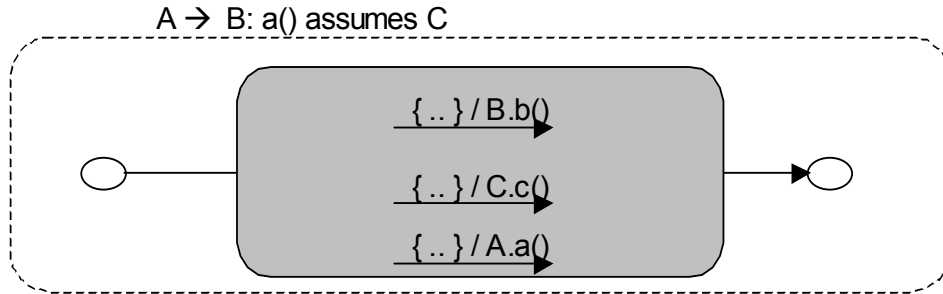 A → B: a() assumes C
{ .. } / B.b()
{ .. } / C.c()
{ .. } / A.a()